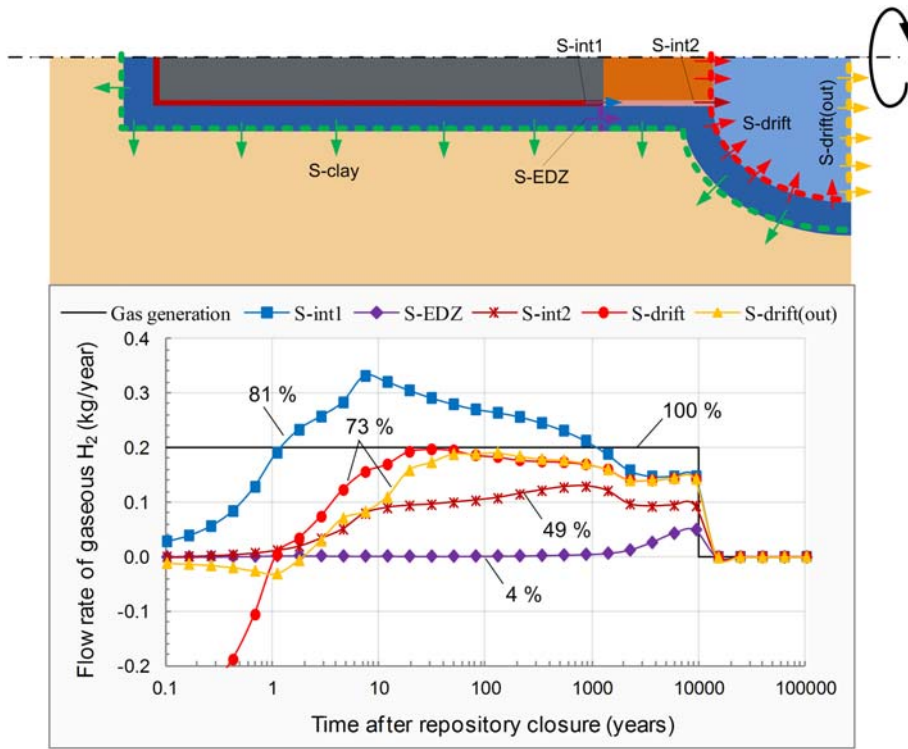 S-int1
S-int2
S-drift
S-drift(out)
S-clay
S-EDZ
Gas generation S-int1 S-EDZ S-int2 S-drift S-drift(out)
Flow rate of gaseous H₂ (kg/year)
0.4
0.3
0.2
0.1
0.0
-0.1
-0.2
81 %
73 %
100 %
49 %
4 %
0.1 1 10 100 1000 10000 100000
Time after repository closure (years)